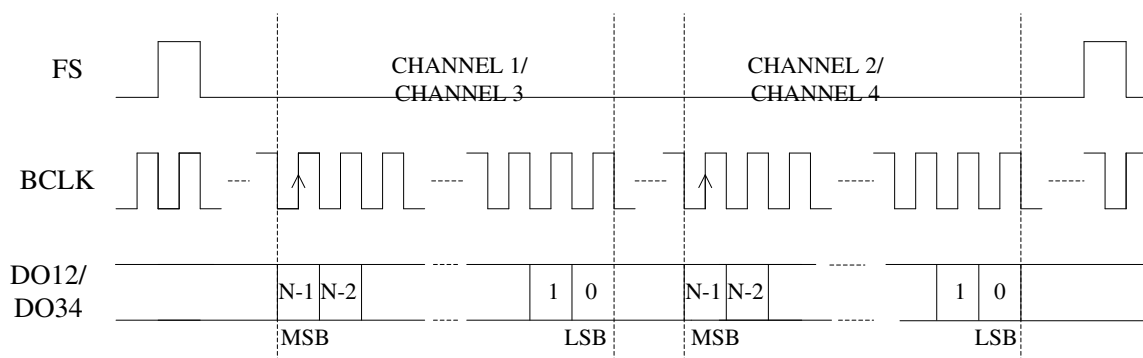 FS
CHANNEL 1/
CHANNEL 3
CHANNEL 2/
CHANNEL 4
BCLK
DO12/
DO34
N-1 N-2 1 0 N-1 N-2 1 0
MSB LSB MSB LSB